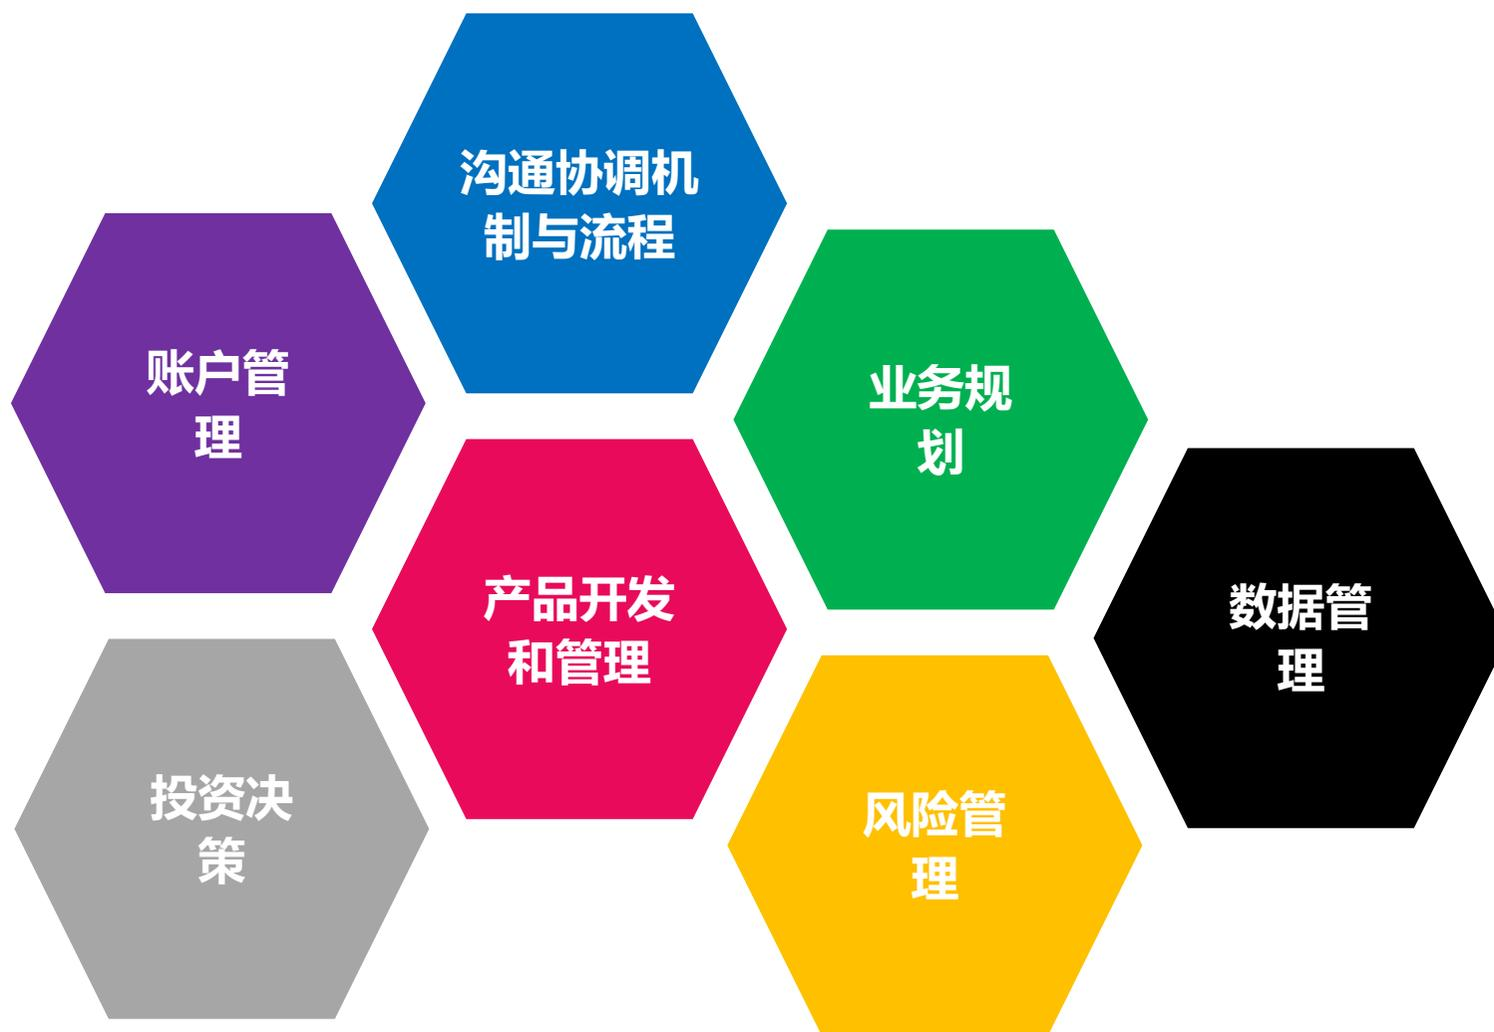 沟通协调机
制与流程
账户管
理
业务规
划
产品开发
和管理
数据管
理
投资决
策
风险管
理